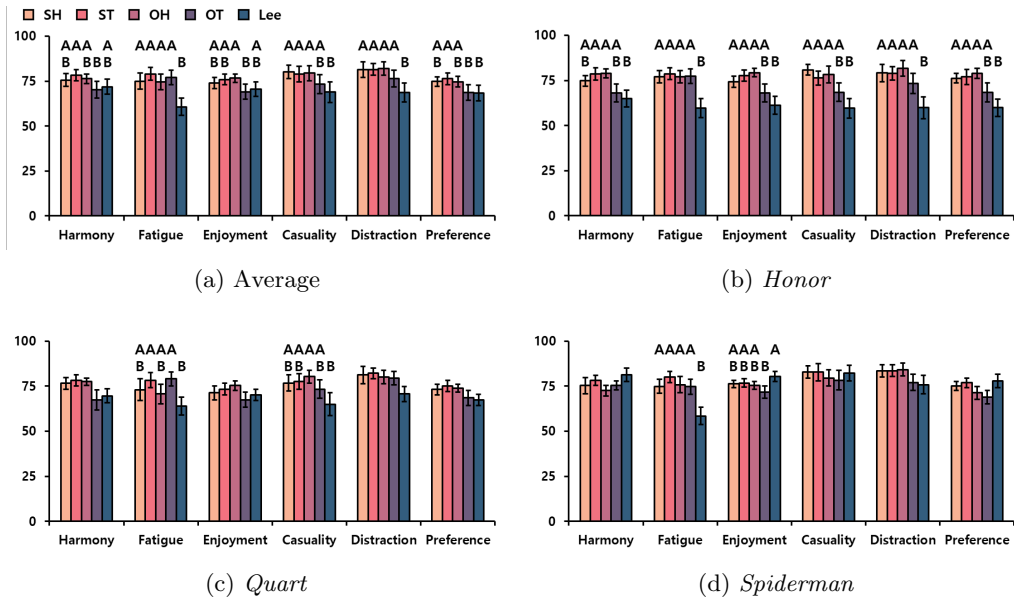 SH ST OH OT Lee
100
AAA A AAAA AAA A AAAA AAAA AAA
B BBB B BB BB BB BB B B BBB
75
50
25
0
Harmony Fatigue Enjoyment Casuality Distraction Preference
(a) Average
100
AAAA AAAA AAAA AAAA AAAA AAAA
B BB B BB BB B BB
75
50
25
0
Harmony Fatigue Enjoyment Casuality Distraction Preference
(b) Honor
100
AAAA AAAA
B B B BB BB
75
50
25
0
Harmony Fatigue Enjoyment Casuality Distraction Preference
(c) Quart
100
AAAA AAA A
B BBBB
75
50
25
0
Harmony Fatigue Enjoyment Casuality Distraction Preference
(d) Spiderman